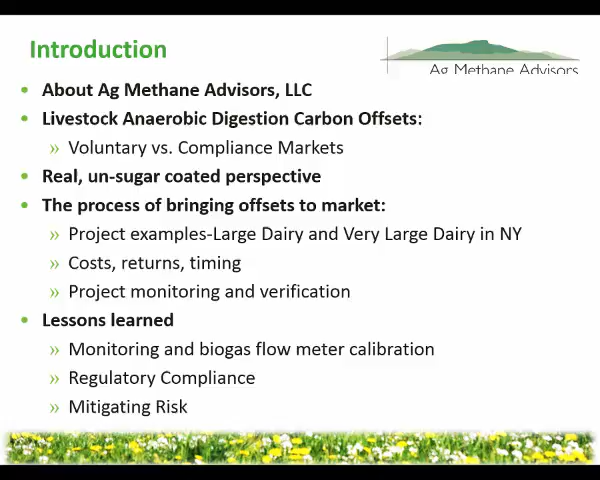 Introduction
Ag Methane Advisors
• About Ag Methane Advisors, LLC
• Livestock Anaerobic Digestion Carbon Offsets:
» Voluntary vs. Compliance Markets
• Real, un-sugar coated perspective
• The process of bringing offsets to market:
» Project examples-Large Dairy and Very Large Dairy in NY
» Costs, returns, timing
» Project monitoring and verification
• Lessons learned
» Monitoring and biogas flow meter calibration
» Regulatory Compliance
» Mitigating Risk